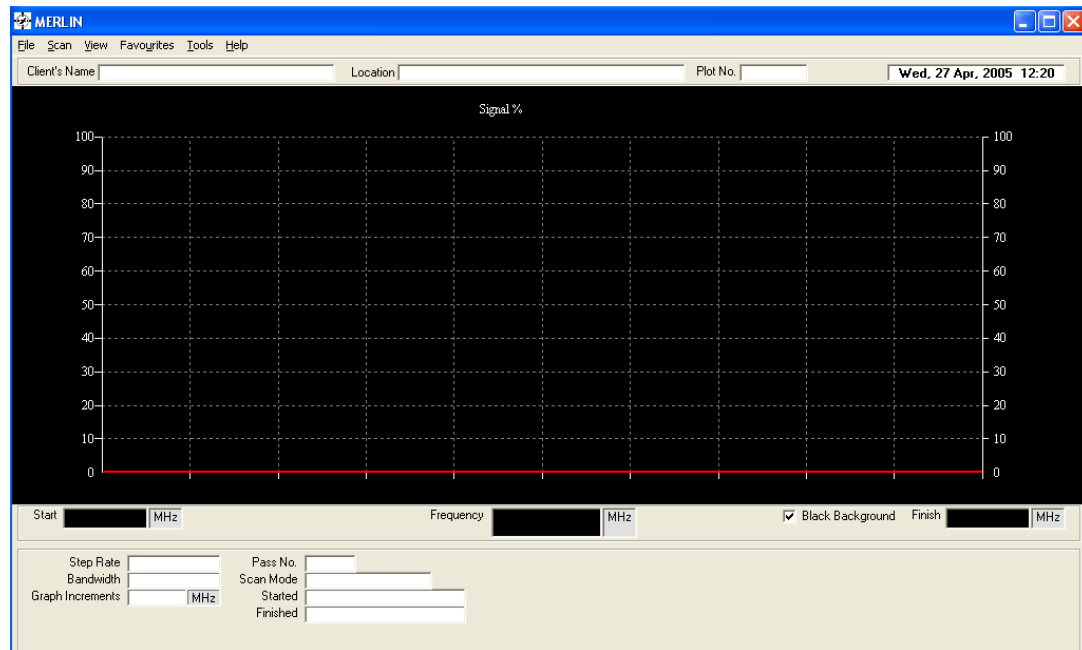 MERLIN
File Scan View Favourites Tools Help
Client's Name Location Plot No. Wed, 27 Apr, 2005 12:20
Signal %
100 100
90 90
80 80
70 70
60 60
50 50
40 40
30 30
20 20
10 10
0 0
Start MHz Frequency MHz Black Background Finish MHz
Step Rate Pass No.
Bandwidth Scan Mode
Graph Increments MHz Started
Finished